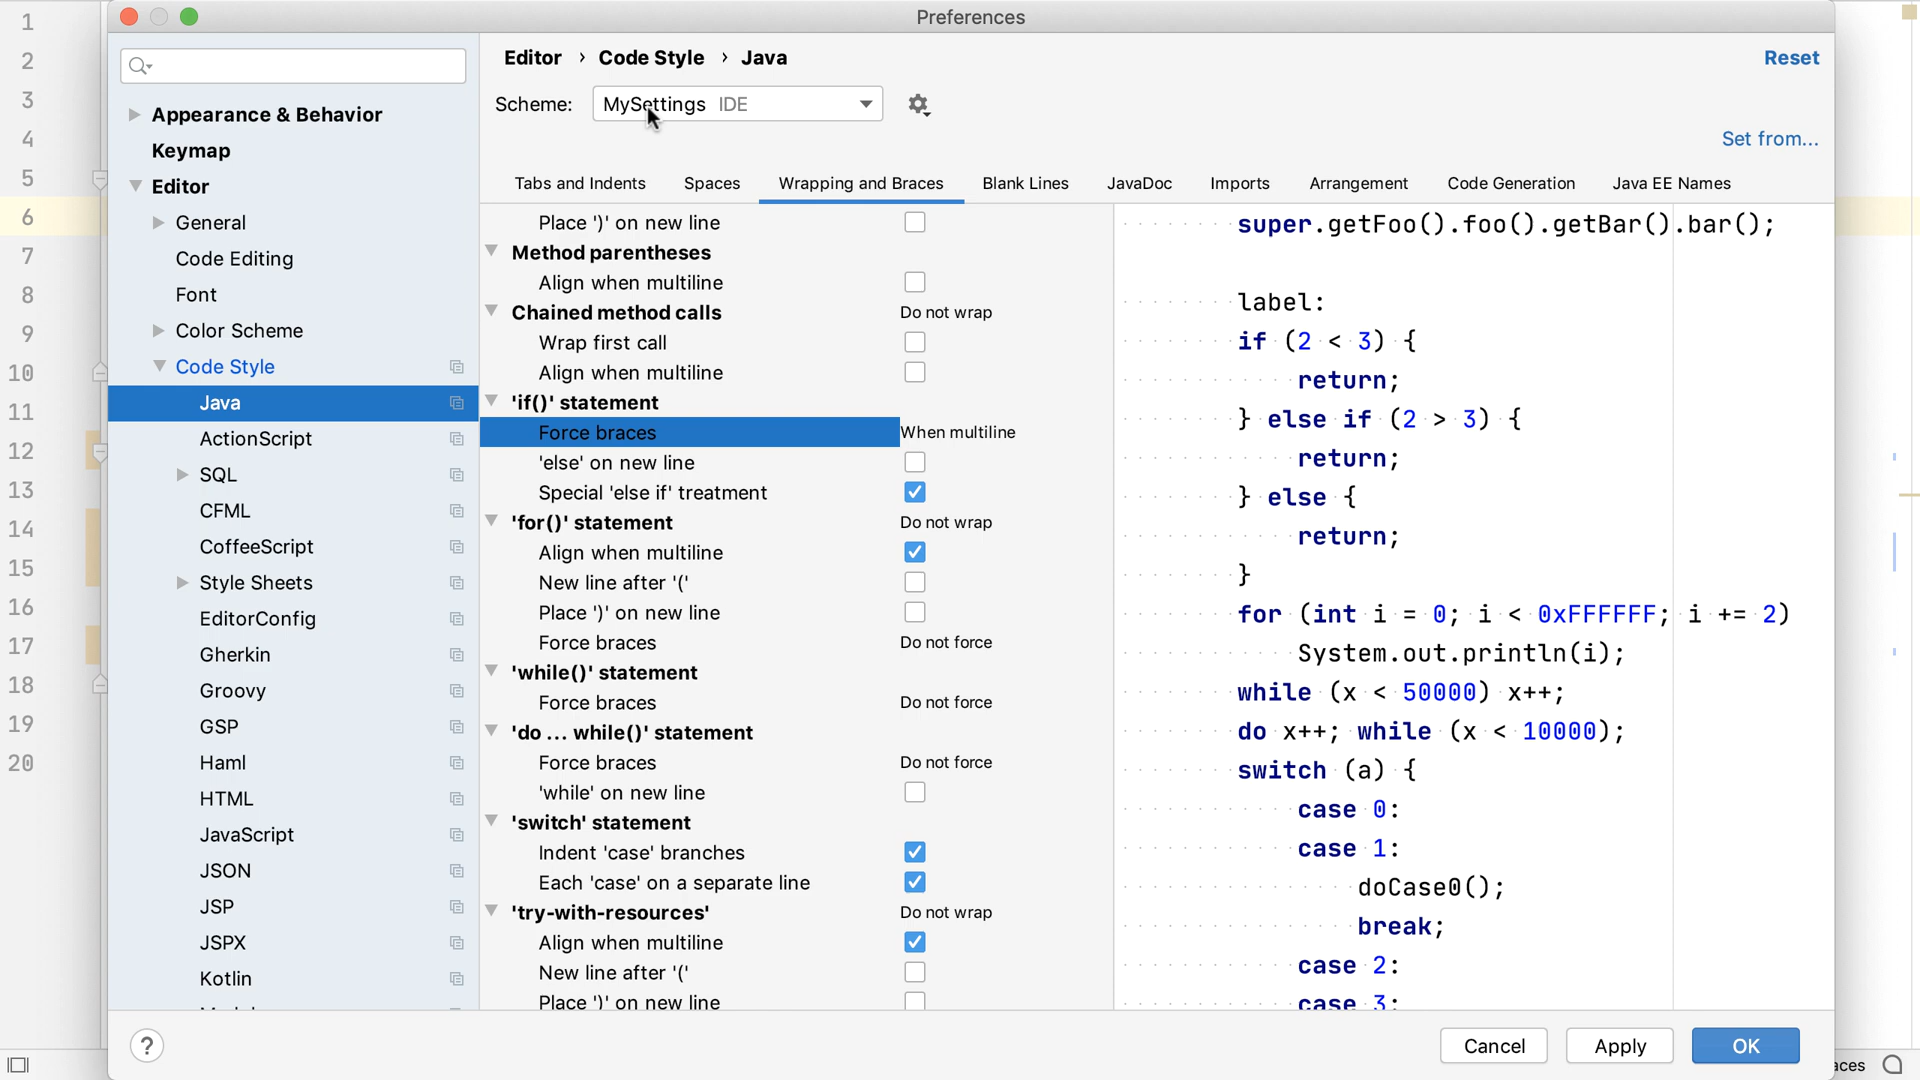 Preferences
1
2
3
4
5
6
7
8
9
10
11
12
13
14
15
16
17
18
19
20
Appearance & Behavior
Keymap
Editor
General
Code Editing
Font
Color Scheme
Code Style
Java
ActionScript
SQL
CFML
CoffeeScript
Style Sheets
EditorConfig
Gherkin
Groovy
GSP
Haml
HTML
JavaScript
JSON
JSP
JSPX
Kotlin
Editor › Code Style › Java
Reset
Scheme: MySettings IDE
Set from...
Tabs and Indents Spaces Wrapping and Braces Blank Lines JavaDoc Imports Arrangement Code Generation Java EE Names
Place ')' on new line
Method parentheses
Align when multiline
Chained method calls Do not wrap
Wrap first call
Align when multiline
'if()' statement
Force braces When multiline
'else' on new line
Special 'else if' treatment
'for()' statement Do not wrap
Align when multiline
New line after '('
Place ')' on new line
Force braces Do not force
'while()' statement
Force braces Do not force
'do ... while()' statement
Force braces Do not force
'while' on new line
'switch' statement
Indent 'case' branches
Each 'case' on a separate line
'try-with-resources' Do not wrap
Align when multiline
New line after '('
Place ')' on new line
super.getFoo().foo().getBar().bar();
label:
if (2 < 3) {
return;
} else if (2 > 3) {
return;
} else {
return;
}
for (int i = 0; i < 0xFFFFFF; i += 2)
System.out.println(i);
while (x < 50000) x++;
do x++; while (x < 10000);
switch (a) {
case 0:
case 1:
doCase0();
break;
case 2:
case 3:
?
Cancel Apply OK
aces